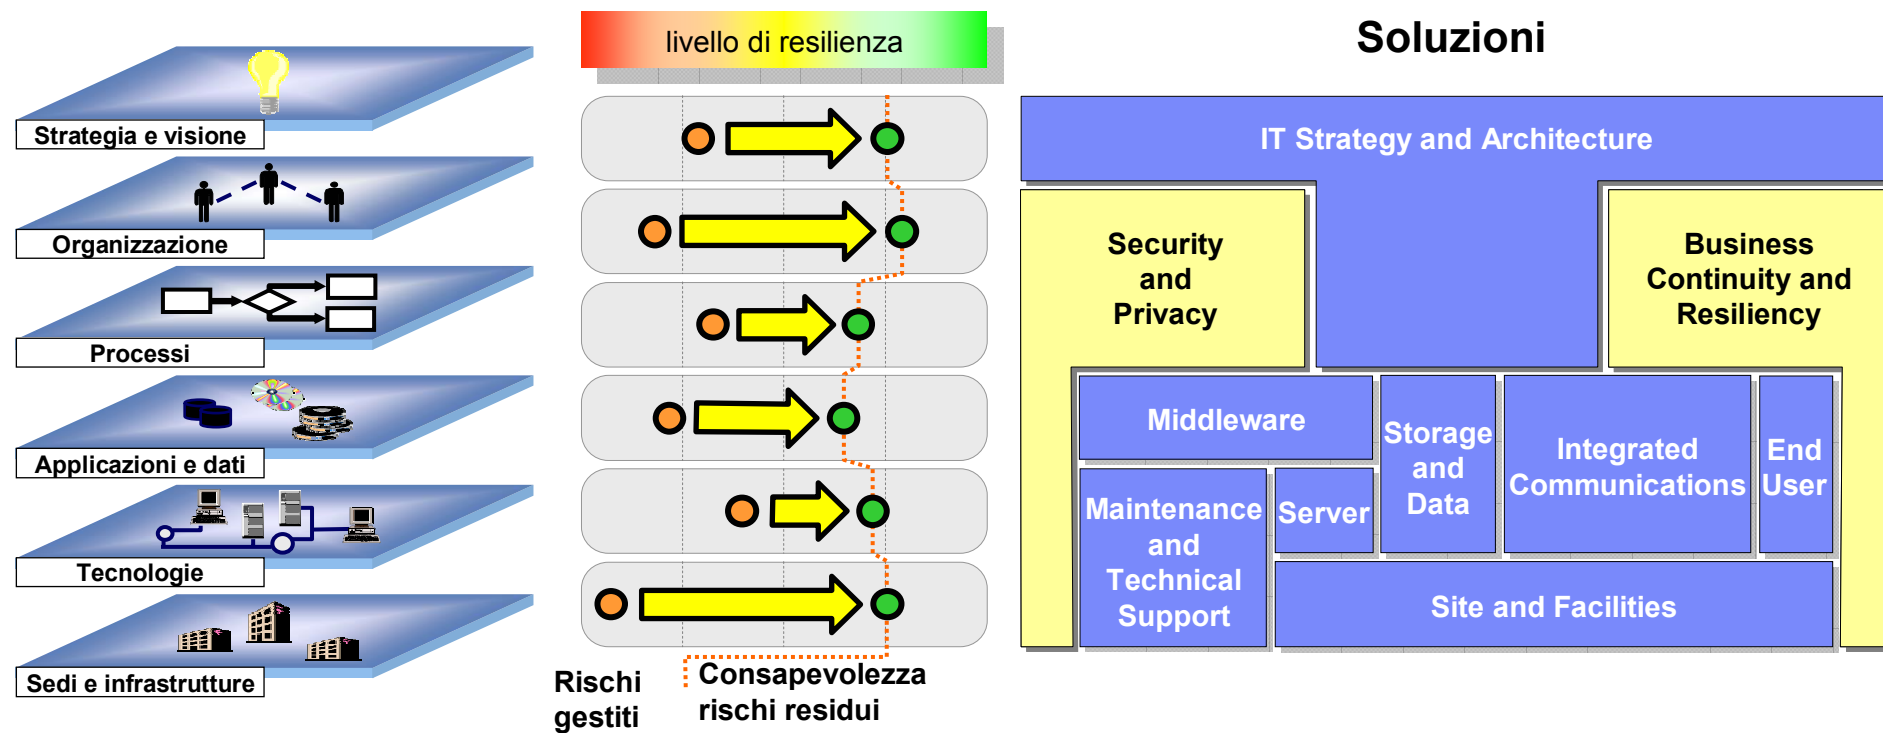 Strategia e visione
Organizzazione
Processi
Applicazioni e dati
Tecnologie
Sedi e infrastrutture
livello di resilienza
Rischi
gestiti
Consapevolezza
rischi residui
Soluzioni
IT Strategy and Architecture
Security
and
Privacy
Business
Continuity and
Resiliency
Middleware
Storage
and
Data
Integrated
Communications
End
User
Maintenance
and
Technical
Support
Server
Site and Facilities